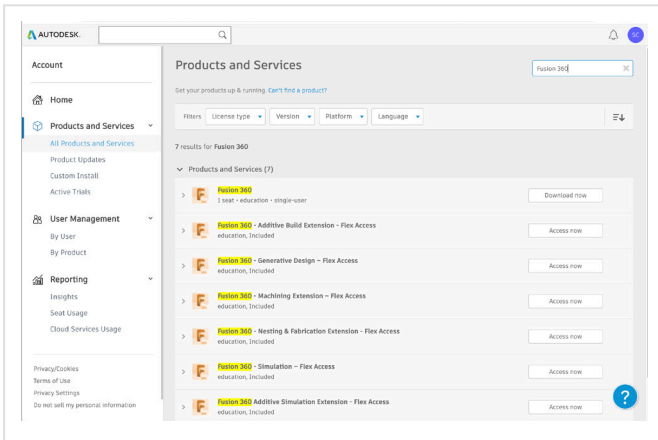 AUTODESK.
SC
Account
Home
Products and Services
All Products and Services
Product Updates
Custom Install
Active Trials
User Management
By User
By Product
Reporting
Insights
Seat Usage
Cloud Services Usage
Privacy/Cookies
Terms of Use
Privacy Settings
Do not sell my personal information
Products and Services
Fusion 360
Get your products up & running. Can't find a product?
Filters License type Version Platform Language
7 results for Fusion 360
Products and Services (7)
Fusion 360
1 seat • education • single-user
Download now
Fusion 360 - Additive Build Extension - Flex Access
education, Included
Access now
Fusion 360 - Generative Design – Flex Access
education, Included
Access now
Fusion 360 - Machining Extension – Flex Access
education, Included
Access now
Fusion 360 - Nesting & Fabrication Extension - Flex Access
education, Included
Access now
Fusion 360 - Simulation – Flex Access
education, Included
Access now
Fusion 360 Additive Simulation Extension - Flex Access
education, Included
Access now
?